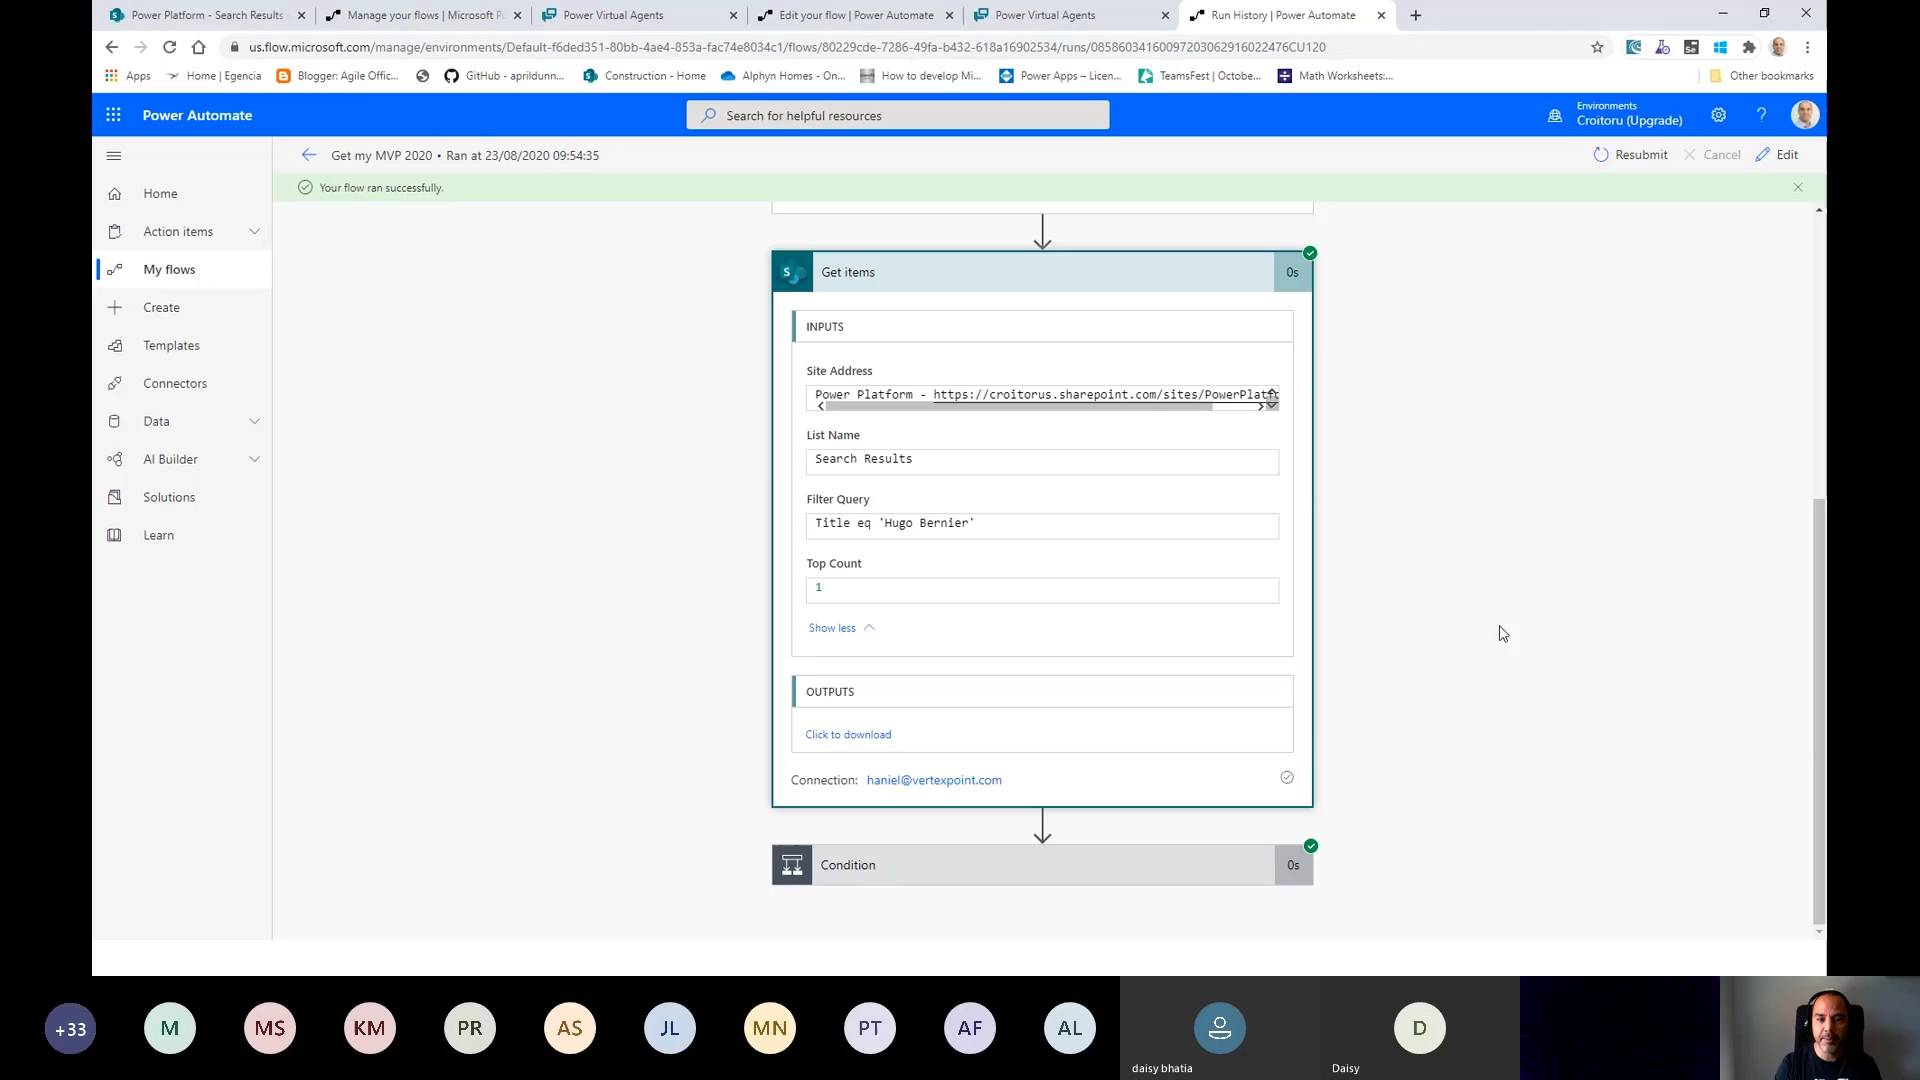 Power Platform - Search Results
Manage your flows | Microsoft P
Power Virtual Agents
Edit your flow | Power Automate
Power Virtual Agents
Run History | Power Automate
us.flow.microsoft.com/manage/environments/Default-f6ded351-80bb-4ae4-853a-fac74e8034c1/flows/80229cde-7286-49fa-b432-618a16902534/runs/08586034160097203062916022476CU120
Apps
Home | Egencia
Blogger: Agile Offic...
GitHub - aprildunn...
Construction - Home
Alphyn Homes - On...
How to develop Mi...
Power Apps – Licen...
TeamsFest | Octobe...
Math Worksheets:...
Other bookmarks
Power Automate
Search for helpful resources
Environments
Croitoru (Upgrade)
Get my MVP 2020 • Ran at 23/08/2020 09:54:35
Resubmit
Cancel
Edit
Your flow ran successfully.
Home
Action items
My flows
Create
Templates
Connectors
Data
AI Builder
Solutions
Learn
Get items
0s
INPUTS
Site Address
Power Platform - https://croitorus.sharepoint.com/sites/PowerPlatf
List Name
Search Results
Filter Query
Title eq 'Hugo Bernier'
Top Count
1
Show less
OUTPUTS
Click to download
Connection: haniel@vertexpoint.com
Condition
0s
+33
M
MS
KM
PR
AS
JL
MN
PT
AF
AL
daisy bhatia
D
Daisy